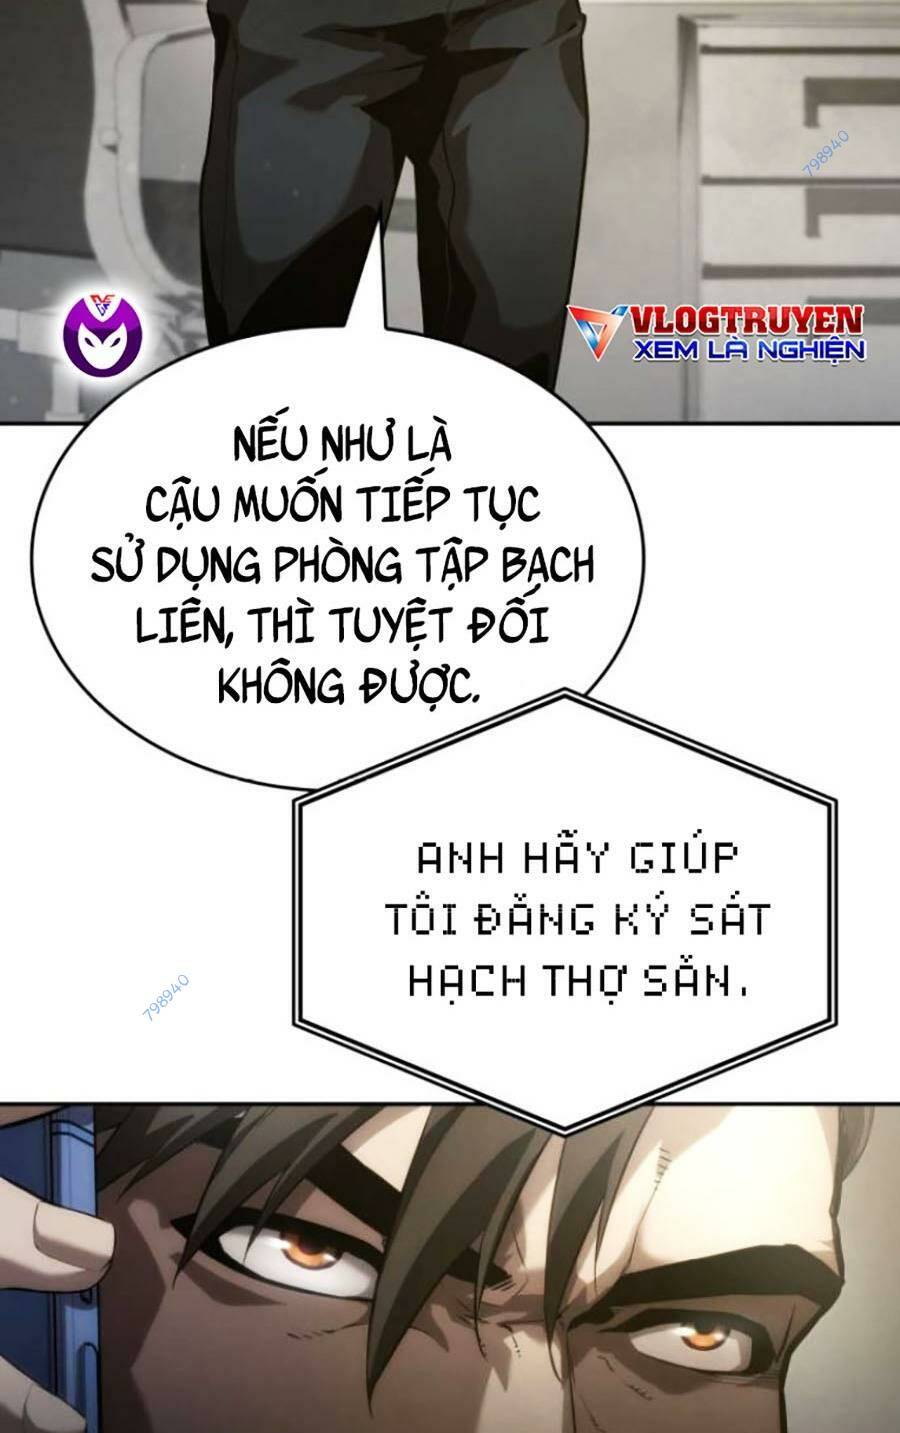 798940
VLOGTRUYEN
XEM LÀ NGHIỆN
NẾU NHƯ LÀ
CẬU MUỐN TIẾP TỤC
SỬ DỤNG PHÒNG TẬP BẠCH
LIÊN, THÌ TUYỆT ĐỐI
KHÔNG ĐƯỢC.
ANH HÃY GIÚP
TÔI ĐĂNG KÝ SÁT
HẠCH THỢ SĂN.
798940